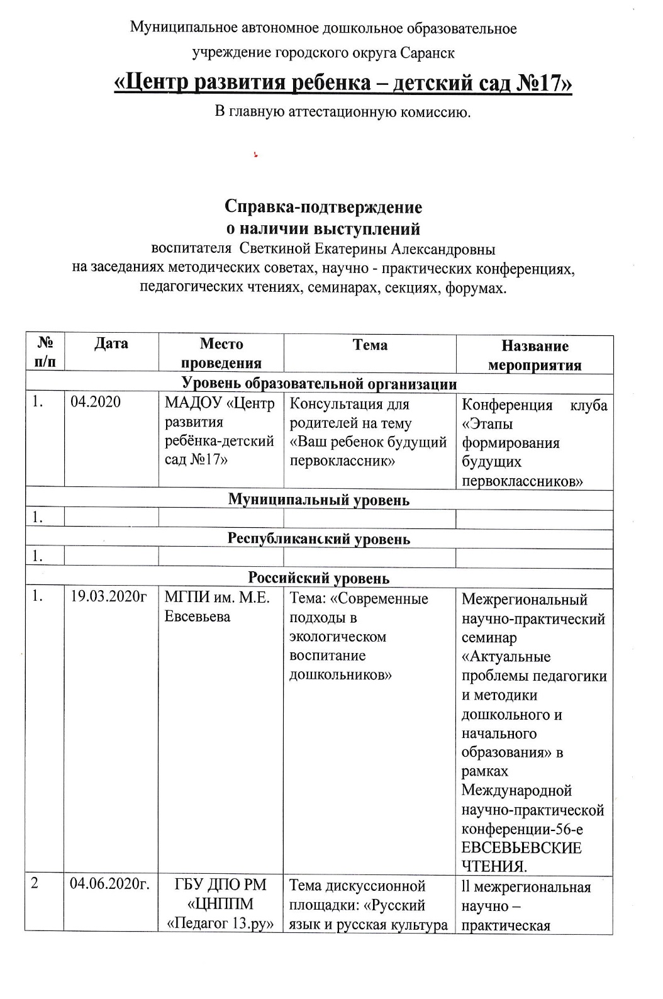 Муниципальное автономное дошкольное образовательное
учреждение городского округа Саранск
«Центр развития ребенка – детский сад №17»
В главную аттестационную комиссию.
Справка-подтверждение
о наличии выступлений
воспитателя Светкиной Екатерины Александровны
на заседаниях методических советах, научно - практических конференциях,
педагогических чтениях, семинарах, секциях, форумах.
№
п/п
Дата
Место
проведения
Тема
Название
мероприятия
Уровень образовательной организации
1.
04.2020
МАДОУ «Центр
развития
ребёнка-детский
сад №17»
Консультация для
родителей на тему
«Ваш ребенок будущий
первоклассник»
Конференция клуба
«Этапы
формирования
будущих
первоклассников»
Муниципальный уровень
1.
Республиканский уровень
1.
Российский уровень
1.
19.03.2020г
МГПИ им. М.Е.
Евсевьева
Тема: «Современные
подходы в
экологическом
воспитание
дошкольников»
Межрегиональный
научно-практический
семинар
«Актуальные
проблемы педагогики
и методики
дошкольного и
начального
образования» в
рамках
Международной
научно-практической
конференции-56-е
ЕВСЕВЬЕВСКИЕ
ЧТЕНИЯ.
2
04.06.2020г.
ГБУ ДПО РМ
«ЦНППМ
«Педагог 13.ру»
Тема дискуссионной
площадки: «Русский
язык и русская культура
ll межрегиональная
научно –
практическая